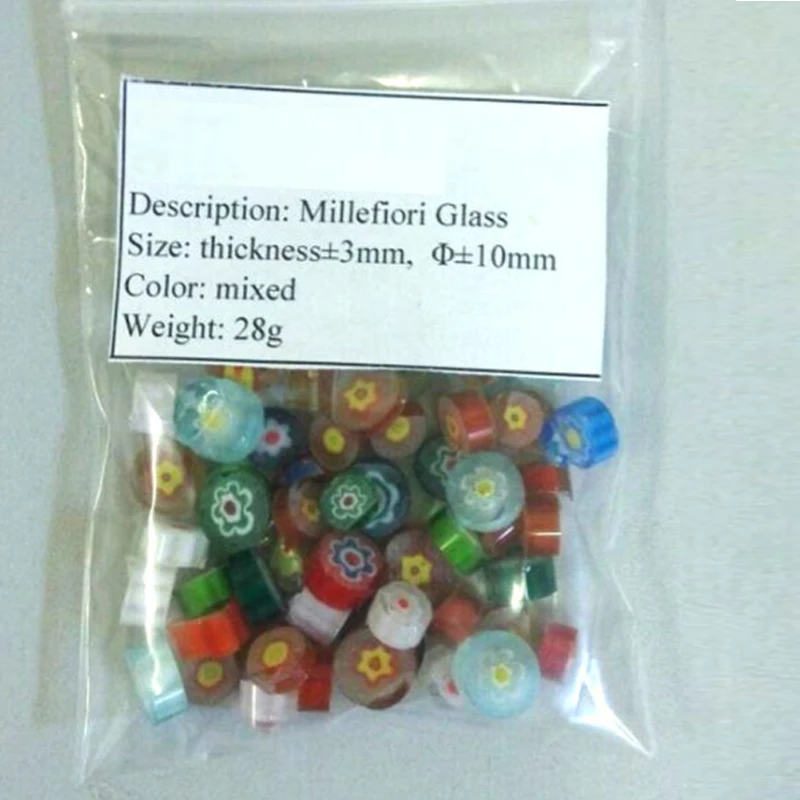 Description: Millefiori Glass
Size: thickness±3mm, Φ±10mm
Color: mixed
Weight: 28g